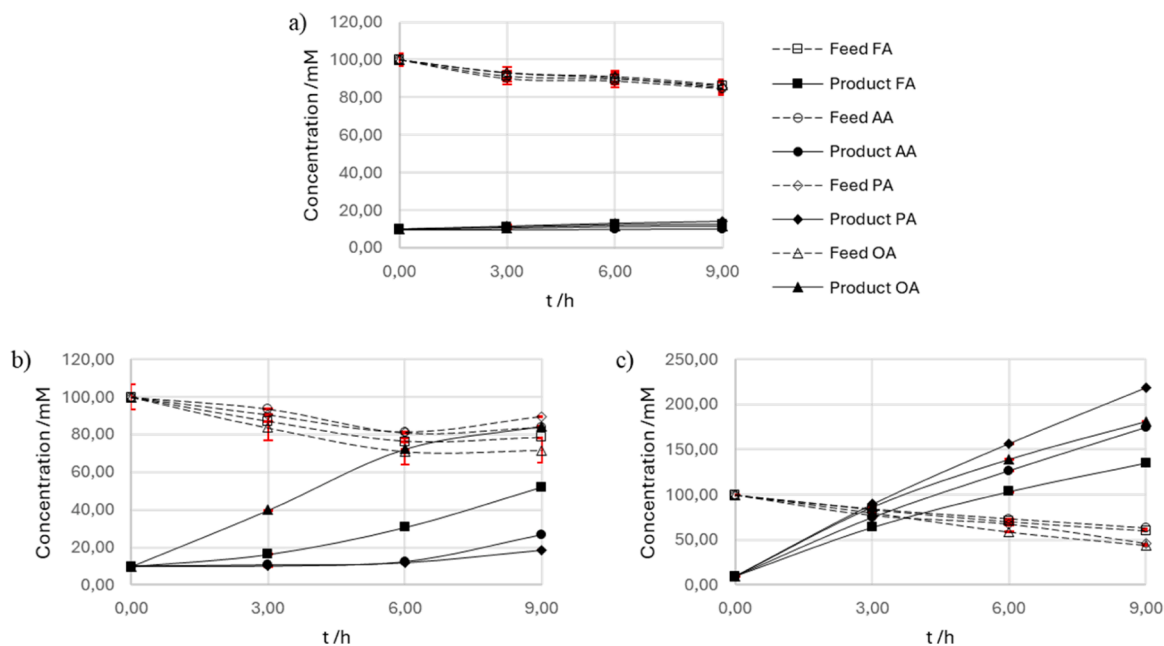 a)
Concentration /mM
120,00
100,00
80,00
60,00
40,00
20,00
0,00
0,00 3,00 6,00 9,00
t /h
Feed FA
Product FA
Feed AA
Product AA
Feed PA
Product PA
Feed OA
Product OA
b)
Concentration /mM
120,00
100,00
80,00
60,00
40,00
20,00
0,00
0,00 3,00 6,00 9,00
t /h
c)
Concentration /mM
250,00
200,00
150,00
100,00
50,00
0,00
0,00 3,00 6,00 9,00
t /h